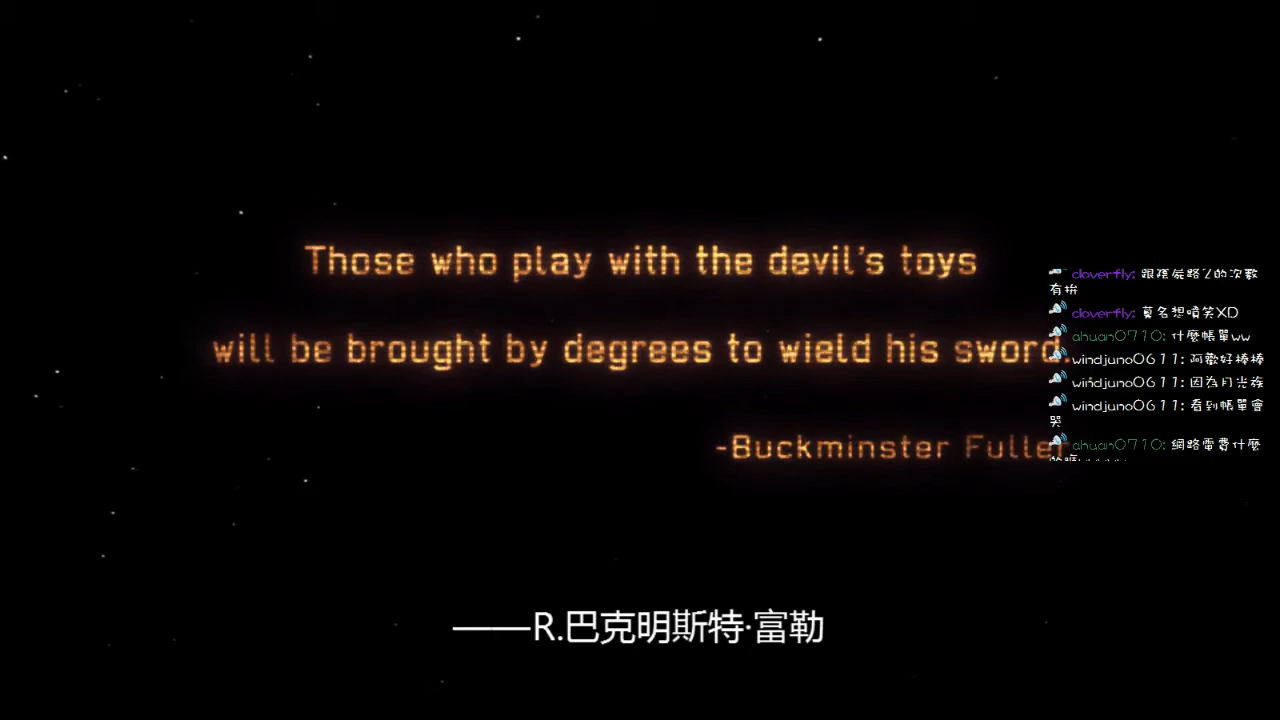 Those who play with the devil's toys
will be brought by degrees to wield his sword.
-Buckminster Fuller
cloverfly: 跟殭屍路人的次數
有拚
cloverfly: 莫名想噴笑XD
ahuan0710: 什麼帳單ww
windjuno0611: 阿歡好棒棒
windjuno0611: 因為月光族
windjuno0611: 看到帳單會
哭
ahuan0710: 網路電費什麼
——R.巴克明斯特·富勒